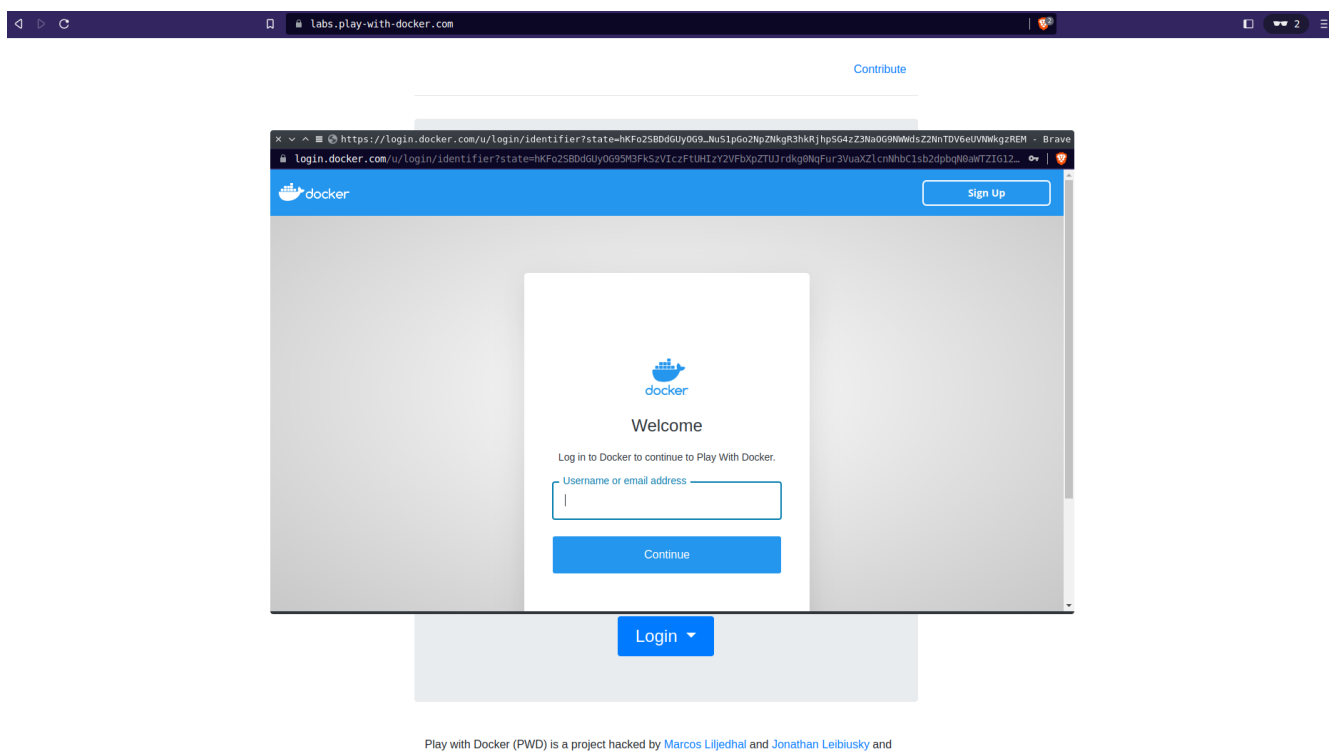 labs.play-with-docker.com
2
2
Contribute
https://login.docker.com/u/login/identifier?state=hKFo2SBDdGUyOG9…NuS1pGo2NpZNkgR3hkRjhpSG4zZ3NaOG9NWWdsZ2NnTDV6eUVNWkgzREM - Brave
login.docker.com/u/login/identifier?state=hKFo2SBDdGUyOG95M3FkSzVIczFtUHIzY2VFbXpZTUJrdkg0NqFur3VuaXZlcnNhbC1sb2dpbqN0aWTZIG12…
docker
Sign Up
docker
Welcome
Log in to Docker to continue to Play With Docker.
Username or email address
Continue
Login
Play with Docker (PWD) is a project hacked by Marcos Liljedhal and Jonathan Leibiusky and